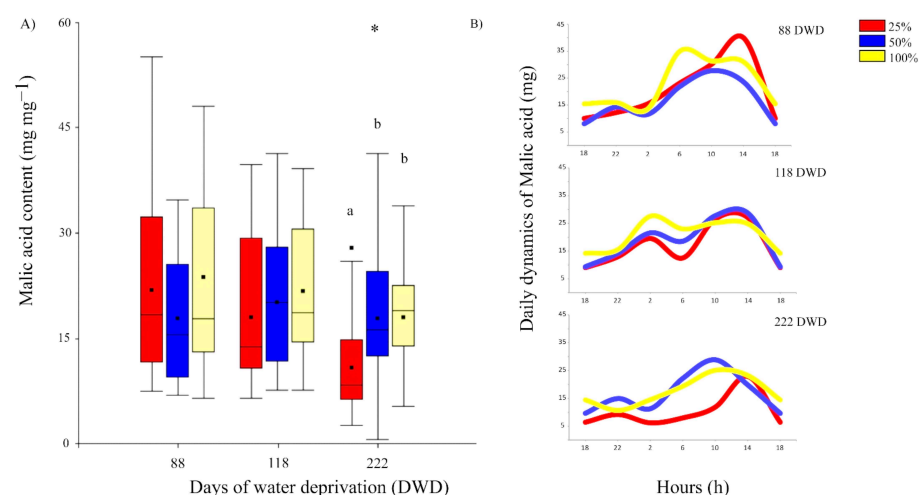 A)
Malic acid content (mg mg⁻¹)
60
45
30
15
0
*
a
b
b
88
118
222
Days of water deprivation (DWD)
B)
Daily dynamics of Malic acid (mg)
88 DWD
45
35
25
15
5
18 22 2 6 10 14 18
118 DWD
45
35
25
15
5
18 22 2 6 10 14 18
222 DWD
45
35
25
15
5
18 22 2 6 10 14 18
Hours (h)
25%
50%
100%